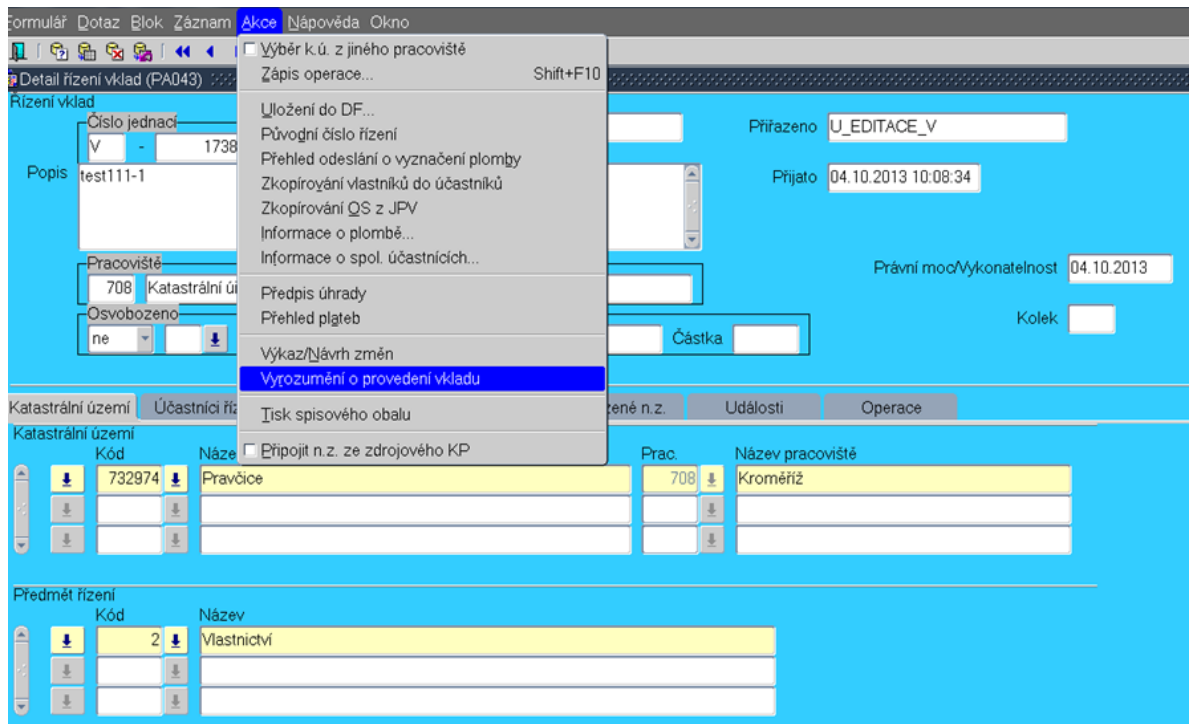 Formulář Dotaz Blok Záznam Akce Nápověda Okno
Výběr k.ú. z jiného pracoviště
Zápis operace... Shift+F10
Uložení do DF...
Původní číslo řízení
Přehled odeslání o vyznačení plomby
Zkopírování vlastníků do účastníků
Zkopírování OS z JPV
Informace o plombě...
Informace o spol. účastnících...
Předpis úhrady
Přehled plateb
Výkaz/Návrh změn
Vyrozumění o provedení vkladu
Tisk spisového obalu
Připojit n.z. ze zdrojového KP
Detail řízení vklad (PA043)
Řízení vklad
Číslo jednací
V - 1738
Přiřazeno U_EDITACE_V
Popis test111-1
Přijato 04.10.2013 10:08:34
Pracoviště
708 Katastrální ú
Právní moc/Vykonatelnost 04.10.2013
Osvobozeno
ne
Částka
Kolek
Katastrální území Účastníci říz zené n.z. Události Operace
Katastrální území
Kód Náze Prac. Název pracoviště
732974 Pravčice 708 Kroměříž
Předmět řízení
Kód Název
2 Vlastnictví